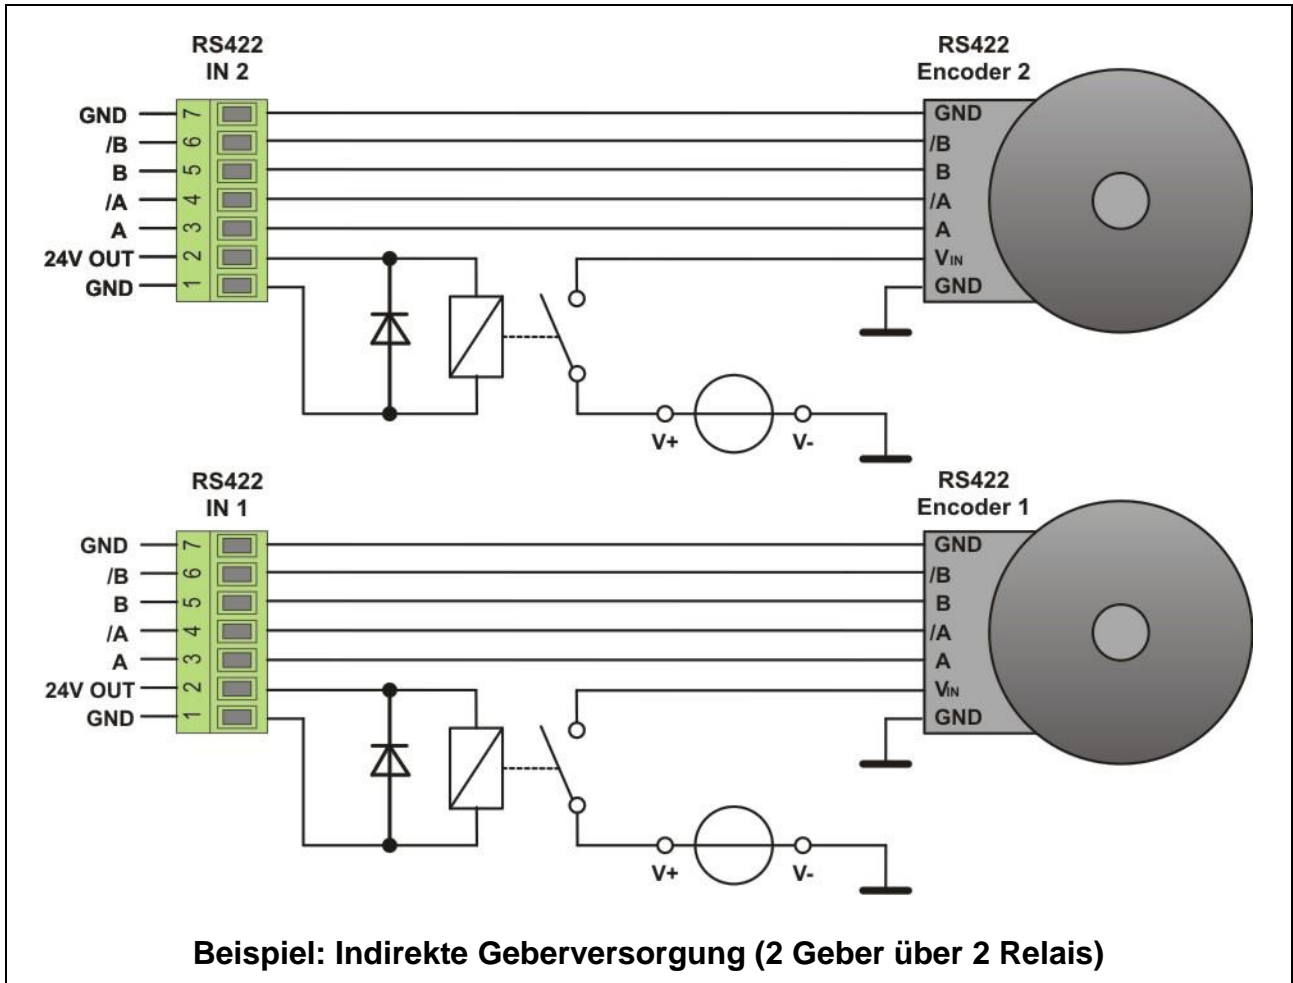 RS422
IN 2
RS422
Encoder 2
GND 7 GND
/B 6 /B
B 5 B
/A 4 /A
A 3 A
24V OUT 2 VIN
GND 1 GND
V+ V-
RS422
IN 1
RS422
Encoder 1
GND 7 GND
/B 6 /B
B 5 B
/A 4 /A
A 3 A
24V OUT 2 VIN
GND 1 GND
V+ V-
Beispiel: Indirekte Geberversorgung (2 Geber über 2 Relais)